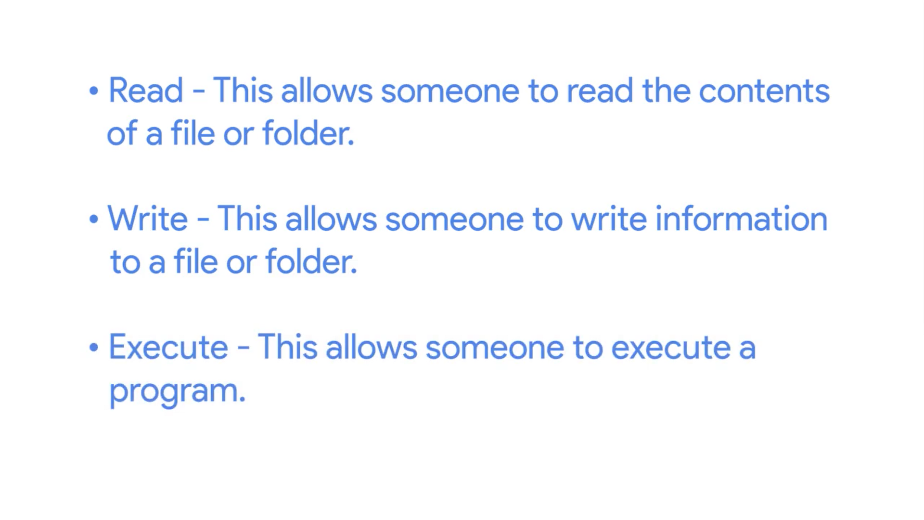 • Read - This allows someone to read the contents
of a file or folder.
• Write - This allows someone to write information
to a file or folder.
• Execute - This allows someone to execute a
program.